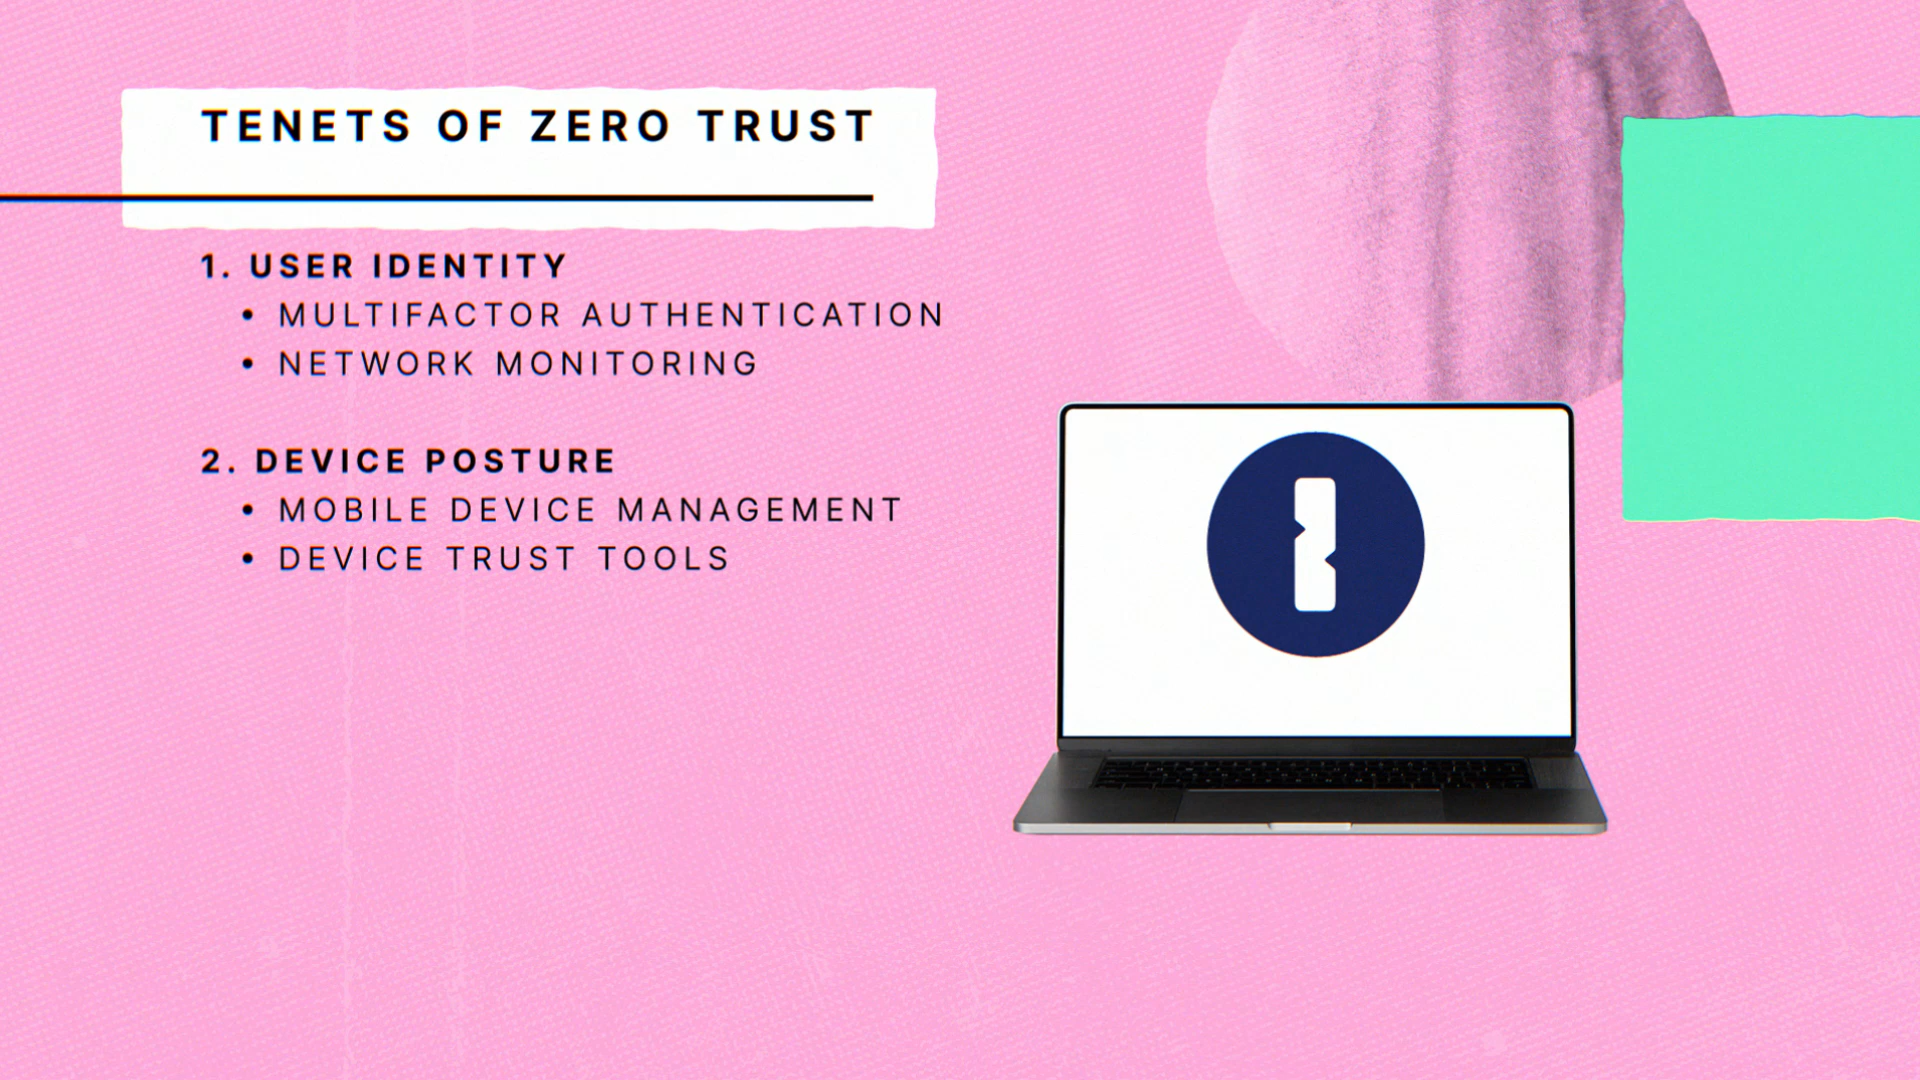 TENETS OF ZERO TRUST
1. USER IDENTITY
• MULTIFACTOR AUTHENTICATION
• NETWORK MONITORING
2. DEVICE POSTURE
• MOBILE DEVICE MANAGEMENT
• DEVICE TRUST TOOLS